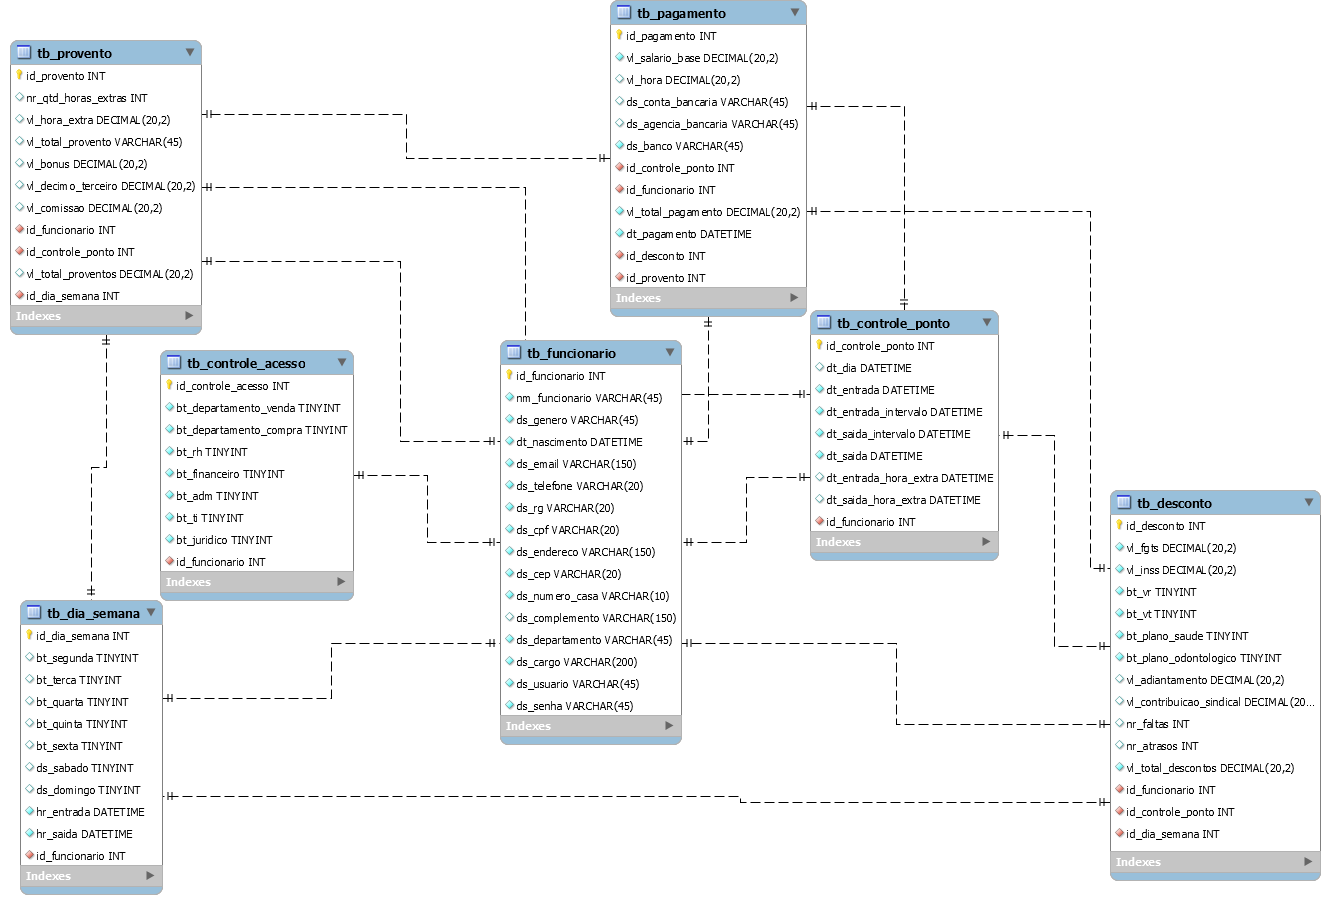 tb_pagamento
id_pagamento INT
vl_salario_base DECIMAL(20,2)
vl_hora DECIMAL(20,2)
ds_conta_bancaria VARCHAR(45)
ds_agencia_bancaria VARCHAR(45)
ds_banco VARCHAR(45)
id_controle_ponto INT
id_funcionario INT
vl_total_pagamento DECIMAL(20,2)
dt_pagamento DATETIME
id_desconto INT
id_provento INT
Indexes
tb_provento
id_provento INT
nr_qtd_horas_extras INT
vl_hora_extra DECIMAL(20,2)
vl_total_provento VARCHAR(45)
vl_bonus DECIMAL(20,2)
vl_decimo_terceiro DECIMAL(20,2)
vl_comissao DECIMAL(20,2)
id_funcionario INT
id_controle_ponto INT
vl_total_proventos DECIMAL(20,2)
id_dia_semana INT
Indexes
tb_controle_ponto
id_controle_ponto INT
dt_dia DATETIME
dt_entrada DATETIME
dt_entrada_intervalo DATETIME
dt_saida_intervalo DATETIME
dt_saida DATETIME
dt_entrada_hora_extra DATETIME
dt_saida_hora_extra DATETIME
id_funcionario INT
Indexes
tb_funcionario
id_funcionario INT
nm_funcionario VARCHAR(45)
ds_genero VARCHAR(45)
dt_nascimento DATETIME
ds_email VARCHAR(150)
ds_telefone VARCHAR(20)
ds_rg VARCHAR(20)
ds_cpf VARCHAR(20)
ds_endereco VARCHAR(150)
ds_cep VARCHAR(20)
ds_numero_casa VARCHAR(10)
ds_complemento VARCHAR(150)
ds_departamento VARCHAR(45)
ds_cargo VARCHAR(200)
ds_usuario VARCHAR(45)
ds_senha VARCHAR(45)
Indexes
tb_controle_acesso
id_controle_acesso INT
bt_departamento_venda TINYINT
bt_departamento_compra TINYINT
bt_rh TINYINT
bt_financeiro TINYINT
bt_adm TINYINT
bt_ti TINYINT
bt_juridico TINYINT
id_funcionario INT
Indexes
tb_desconto
id_desconto INT
vl_fgts DECIMAL(20,2)
vl_inss DECIMAL(20,2)
bt_vr TINYINT
bt_vt TINYINT
bt_plano_saude TINYINT
bt_plano_odontologico TINYINT
vl_adiantamento DECIMAL(20,2)
vl_contribuicao_sindical DECIMAL(20...
nr_faltas INT
nr_atrasos INT
vl_total_descontos DECIMAL(20,2)
id_funcionario INT
id_controle_ponto INT
id_dia_semana INT
Indexes
tb_dia_semana
id_dia_semana INT
bt_segunda TINYINT
bt_terca TINYINT
bt_quarta TINYINT
bt_quinta TINYINT
bt_sexta TINYINT
ds_sabado TINYINT
ds_domingo TINYINT
hr_entrada DATETIME
hr_saida DATETIME
id_funcionario INT
Indexes